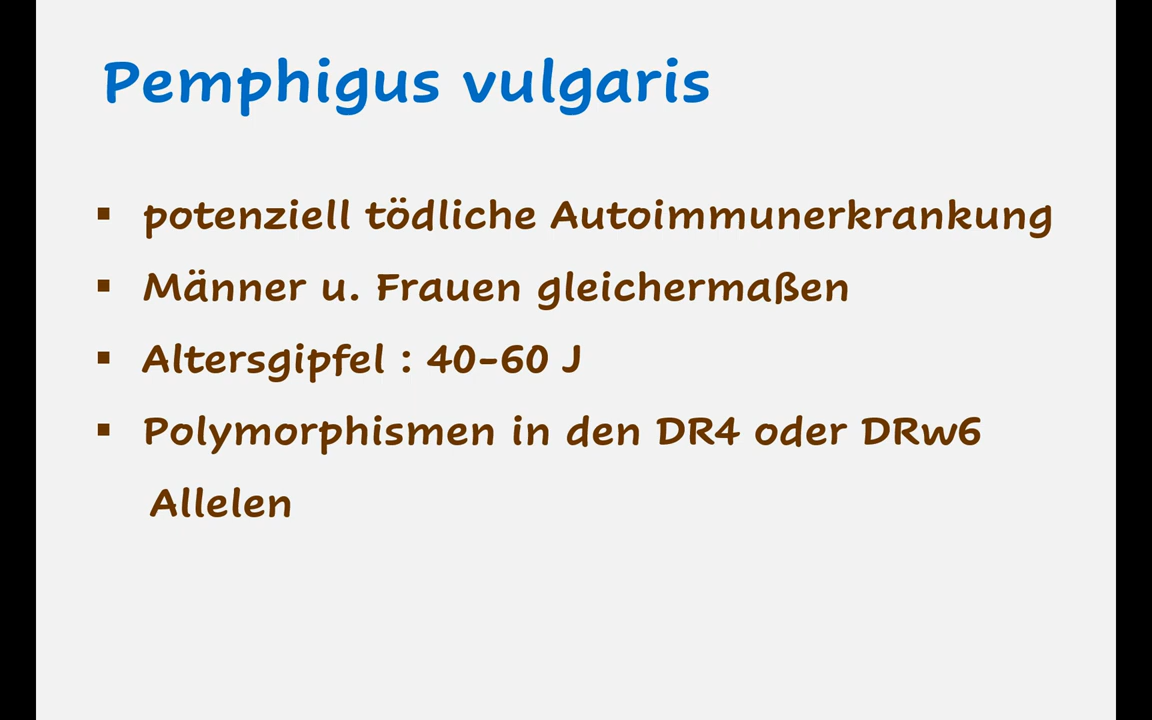 Pemphigus vulgaris
▪ potenziell tödliche Autoimmunerkrankung
▪ Männer u. Frauen gleichermaßen
▪ Altersgipfel : 40-60 J
▪ Polymorphismen in den DR4 oder DRw6
Allelen